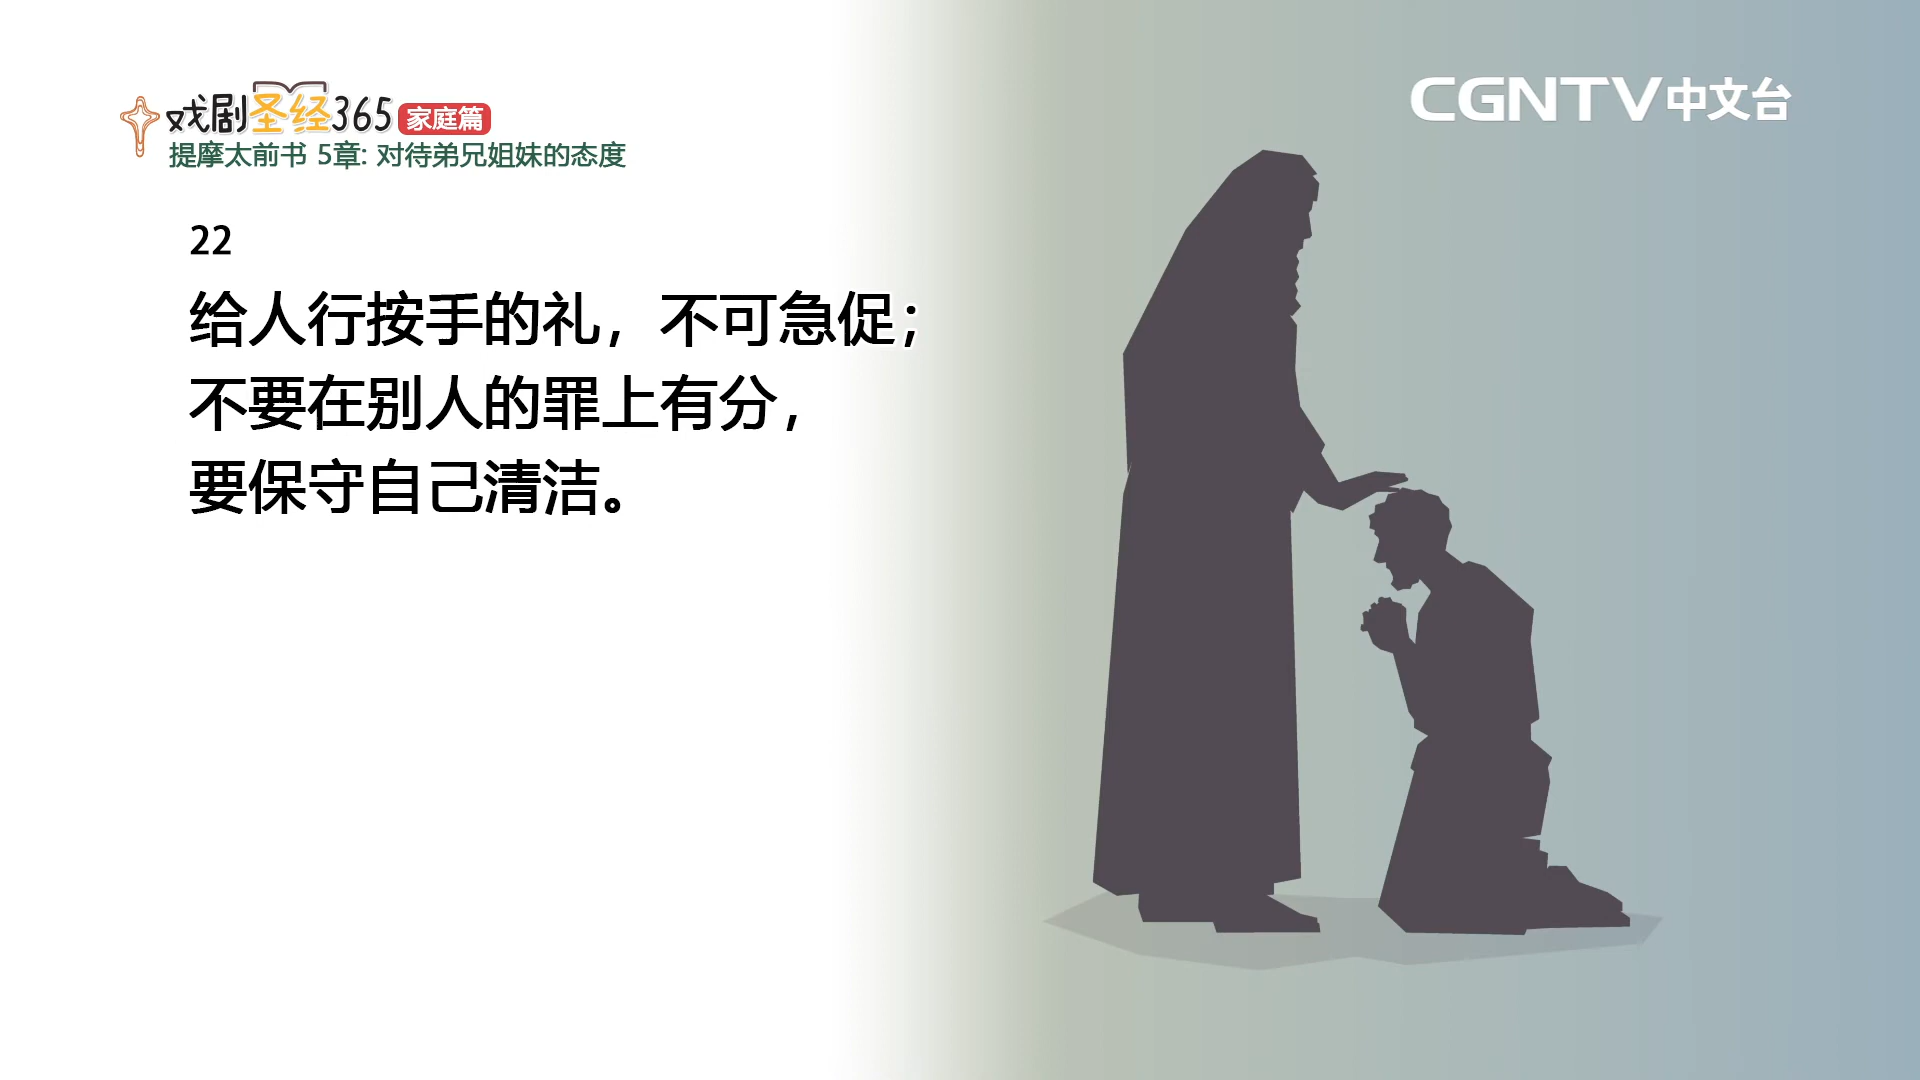 戏剧圣经365 家庭篇
CGNTV中文台
提摩太前书 5章: 对待弟兄姐妹的态度
22
给人行按手的礼，不可急促；
不要在别人的罪上有分，
要保守自己清洁。